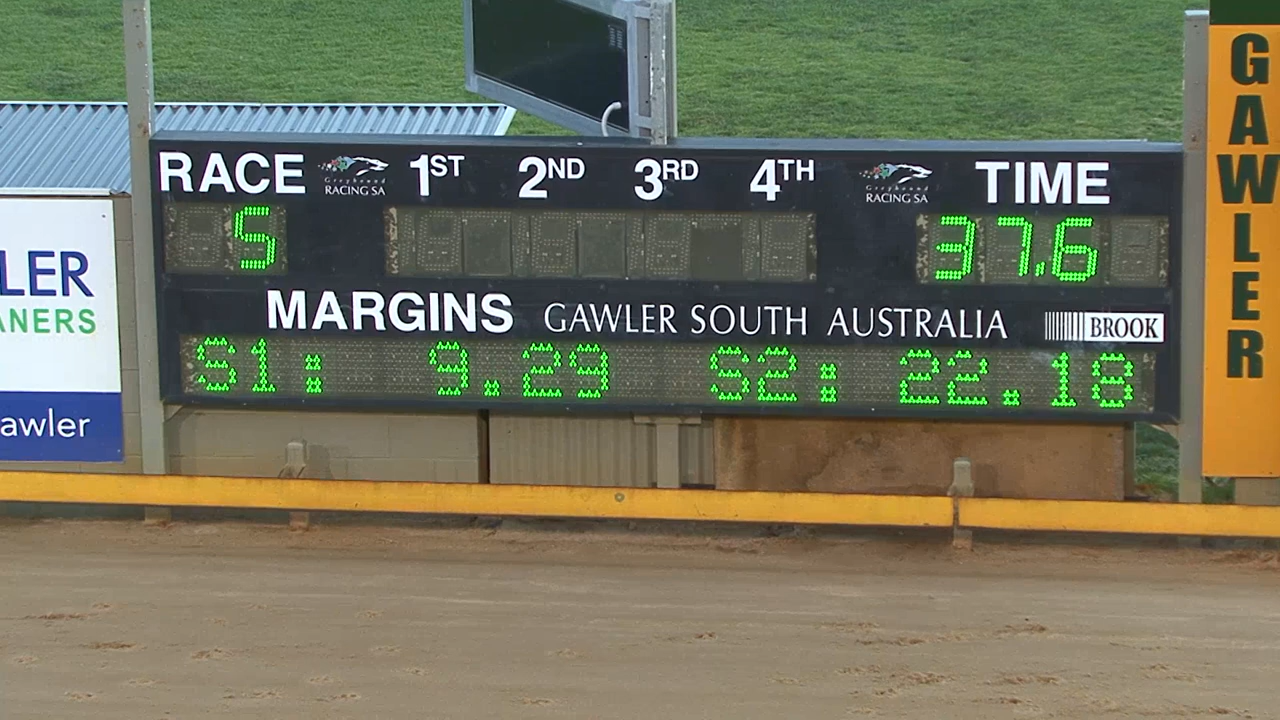 RACE Greyhound RACING SA 1ST 2ND 3RD 4TH Greyhound RACING SA TIME
5 37.6
MARGINS GAWLER SOUTH AUSTRALIA BROOK
S1: 9.29 S2: 22.18
LER
ANERS
awler
GAWLER